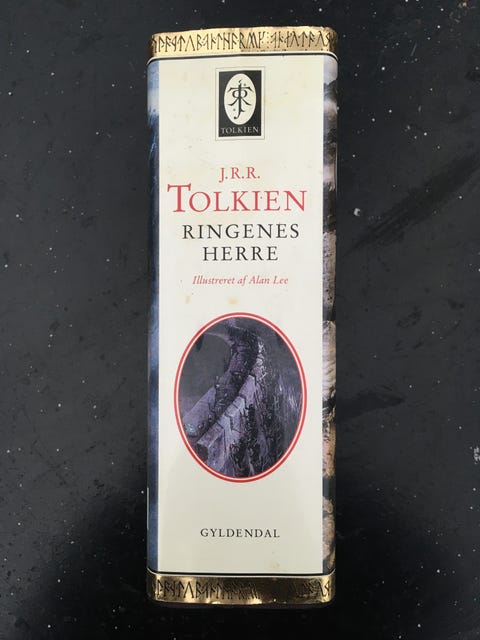 TOLKIEN
J.R.R.
TOLKIEN
RINGENES
HERRE
Illustreret af Alan Lee
GYLDENDAL